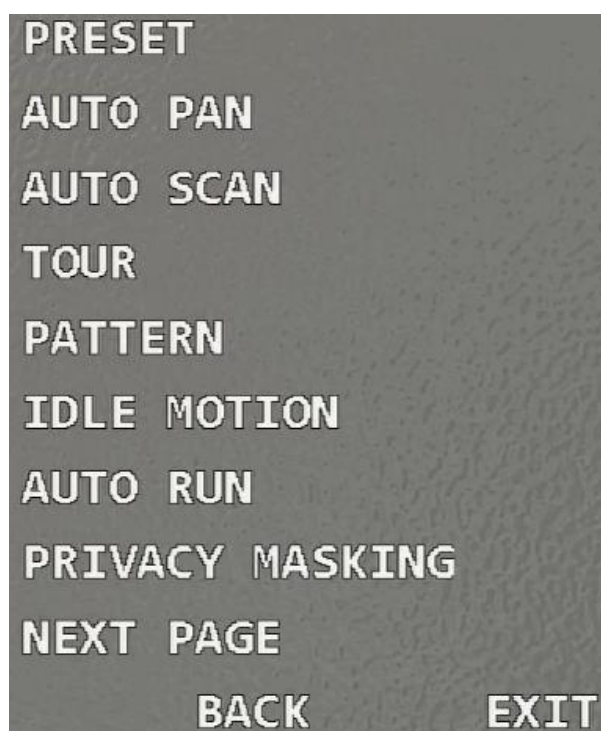 PRESET
AUTO PAN
AUTO SCAN
TOUR
PATTERN
IDLE MOTION
AUTO RUN
PRIVACY MASKING
NEXT PAGE
BACK EXIT